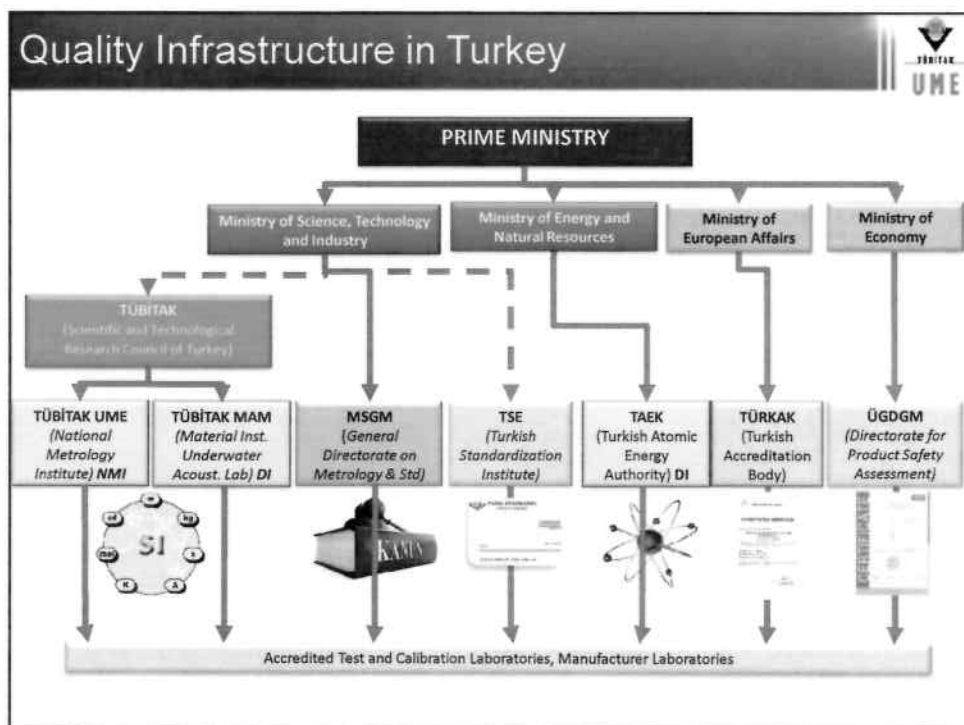 Quality Infrastructure in Turkey
TÜBİTAK
UME
PRIME MINISTRY
Ministry of Science, Technology
and Industry
Ministry of Energy and
Natural Resources
Ministry of
European Affairs
Ministry of
Economy
TÜBİTAK
(Scientific and Technological
Research Council of Turkey)
TÜBİTAK UME
(National
Metrology
Institute) NMI
TÜBİTAK MAM
(Material Inst.
Underwater
Acoust. Lab) DI
MSGM
(General
Directorate on
Metrology & Std)
TSE
(Turkish
Standardization
Institute)
TAEK
(Turkish Atomic
Energy
Authority) DI
TÜRKAK
(Turkish
Accreditation
Body)
ÜGDGM
(Directorate for
Product Safety
Assessment)
m
cd
kg
SI
mol
s
K
A
KANUN
Accredited Test and Calibration Laboratories, Manufacturer Laboratories